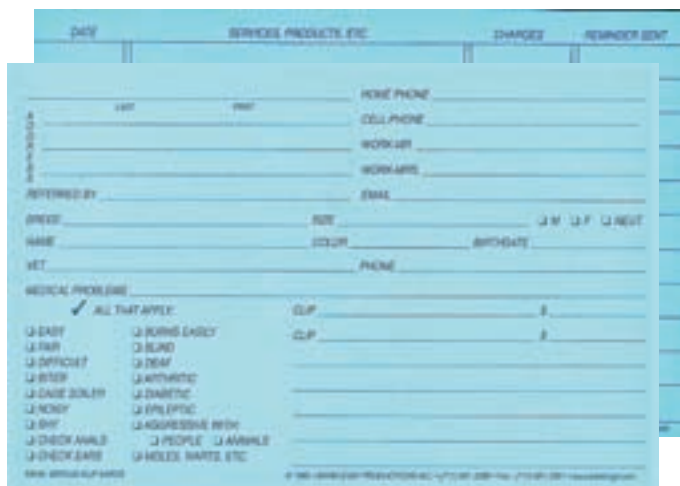 DATE SERVICES, PRODUCTS, ETC. CHARGES REMINDER SENT
HOME PHONE
LAST FIRST
ADDRESS
CELL PHONE
WORK-MR
WORK-MRS
REFERRED BY EMAIL
BREED SIZE ❑ M ❑ F ❑ NEUT
NAME COLOR BIRTHDATE
VET PHONE
MEDICAL PROBLEMS
✓ ALL THAT APPLY: CLIP $
❑ EASY ❑ BURNS EASILY CLIP $
❑ FAIR ❑ BLIND
❑ DIFFICULT ❑ DEAF
❑ BITER ❑ ARTHRITIC
❑ CAGE SOILER ❑ DIABETIC
❑ NOISY ❑ EPILEPTIC
❑ SHY ❑ AGGRESSIVE WITH:
❑ CHECK ANALS ❑ PEOPLE ❑ ANIMALS
❑ CHECK EARS ❑ MOLES, WARTS, ETC.